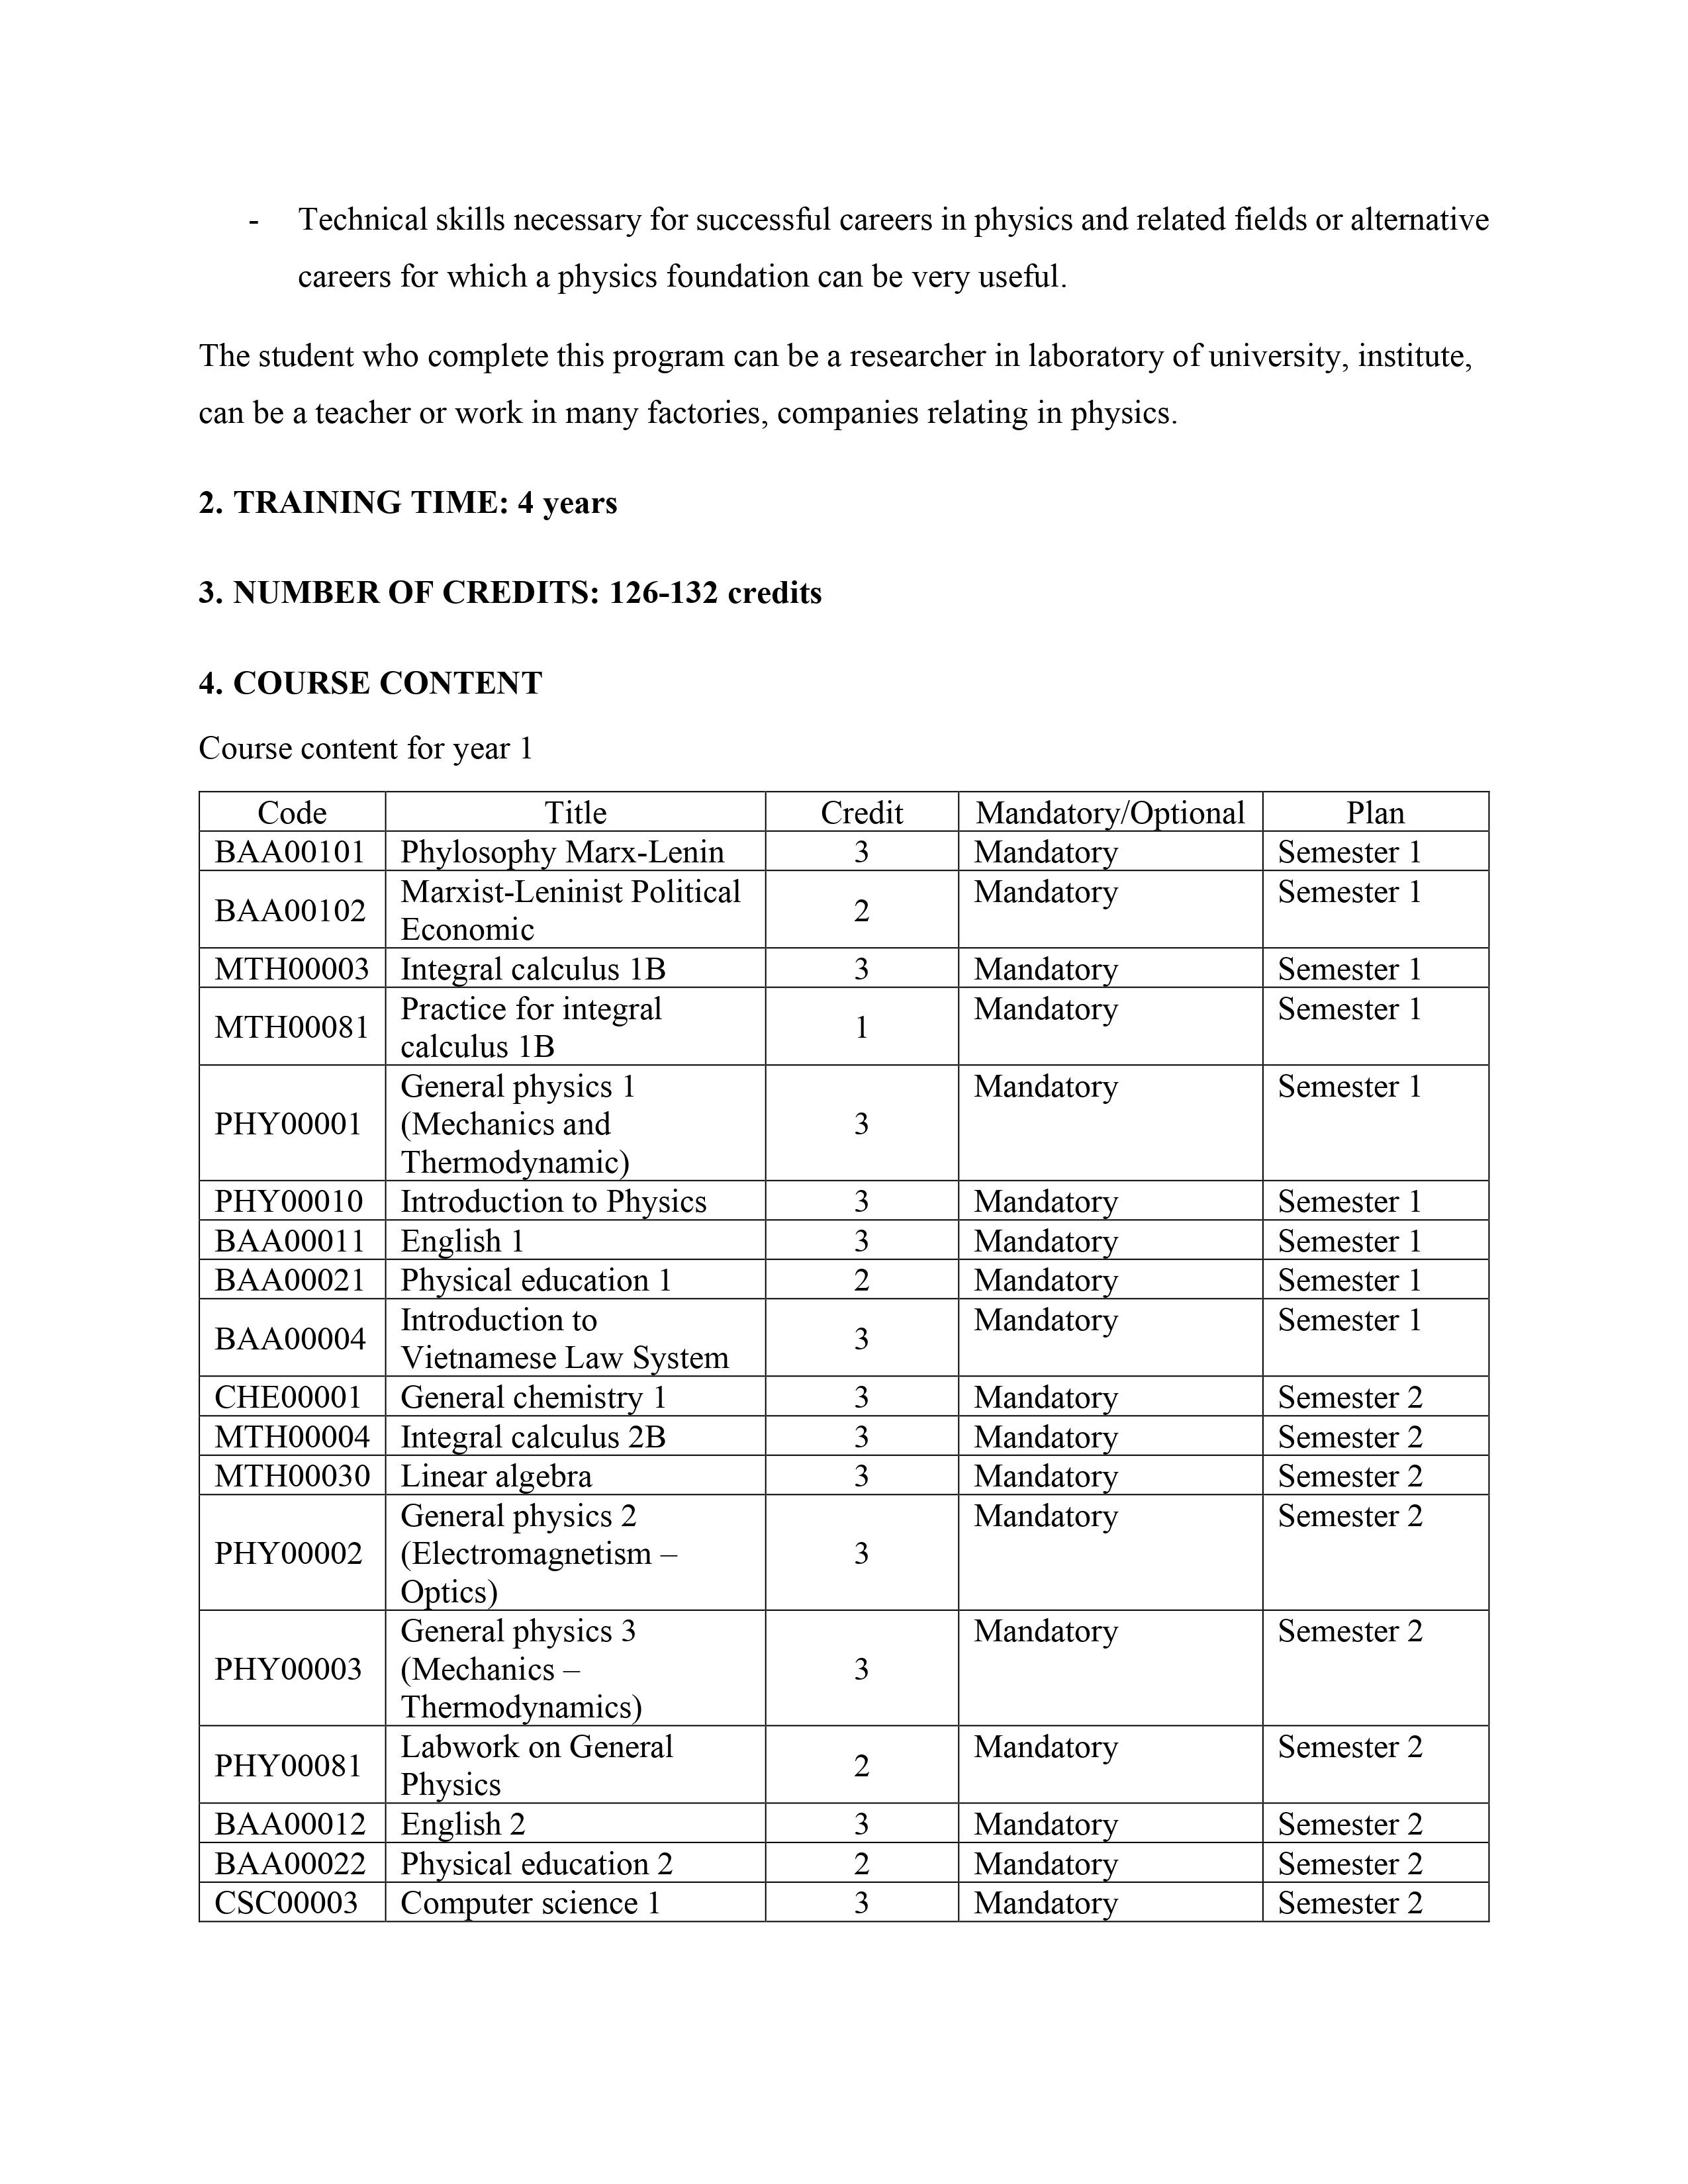 - Technical skills necessary for successful careers in physics and related fields or alternative
careers for which a physics foundation can be very useful.
The student who complete this program can be a researcher in laboratory of university, institute,
can be a teacher or work in many factories, companies relating in physics.
2. TRAINING TIME: 4 years
3. NUMBER OF CREDITS: 126-132 credits
4. COURSE CONTENT
Course content for year 1
Code Title Credit Mandatory/Optional Plan
BAA00101 Phylosophy Marx-Lenin 3 Mandatory Semester 1
BAA00102 Marxist-Leninist Political
Economic 2 Mandatory Semester 1
MTH00003 Integral calculus 1B 3 Mandatory Semester 1
MTH00081 Practice for integral
calculus 1B 1 Mandatory Semester 1
PHY00001 General physics 1
(Mechanics and
Thermodynamic) 3 Mandatory Semester 1
PHY00010 Introduction to Physics 3 Mandatory Semester 1
BAA00011 English 1 3 Mandatory Semester 1
BAA00021 Physical education 1 2 Mandatory Semester 1
BAA00004 Introduction to
Vietnamese Law System 3 Mandatory Semester 1
CHE00001 General chemistry 1 3 Mandatory Semester 2
MTH00004 Integral calculus 2B 3 Mandatory Semester 2
MTH00030 Linear algebra 3 Mandatory Semester 2
PHY00002 General physics 2
(Electromagnetism –
Optics) 3 Mandatory Semester 2
PHY00003 General physics 3
(Mechanics –
Thermodynamics) 3 Mandatory Semester 2
PHY00081 Labwork on General
Physics 2 Mandatory Semester 2
BAA00012 English 2 3 Mandatory Semester 2
BAA00022 Physical education 2 2 Mandatory Semester 2
CSC00003 Computer science 1 3 Mandatory Semester 2